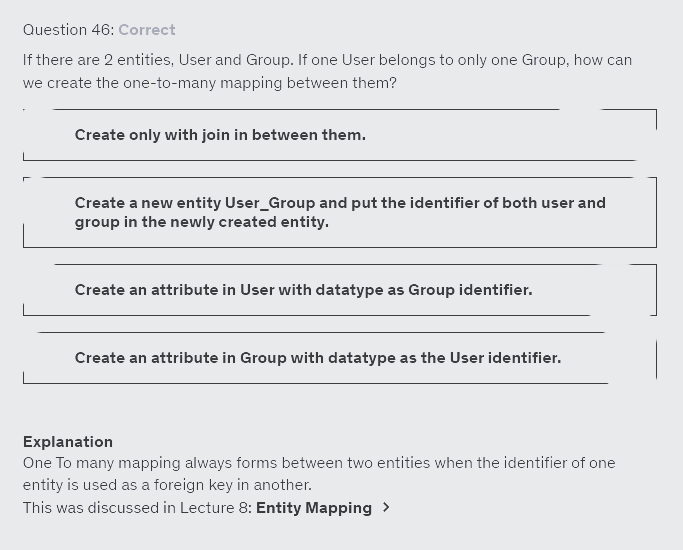 Question 46: Correct
If there are 2 entities, User and Group. If one User belongs to only one Group, how can
we create the one-to-many mapping between them?
Create only with join in between them.
Create a new entity User_Group and put the identifier of both user and
group in the newly created entity.
Create an attribute in User with datatype as Group identifier.
Create an attribute in Group with datatype as the User identifier.
Explanation
One To many mapping always forms between two entities when the identifier of one
entity is used as a foreign key in another.
This was discussed in Lecture 8: Entity Mapping >